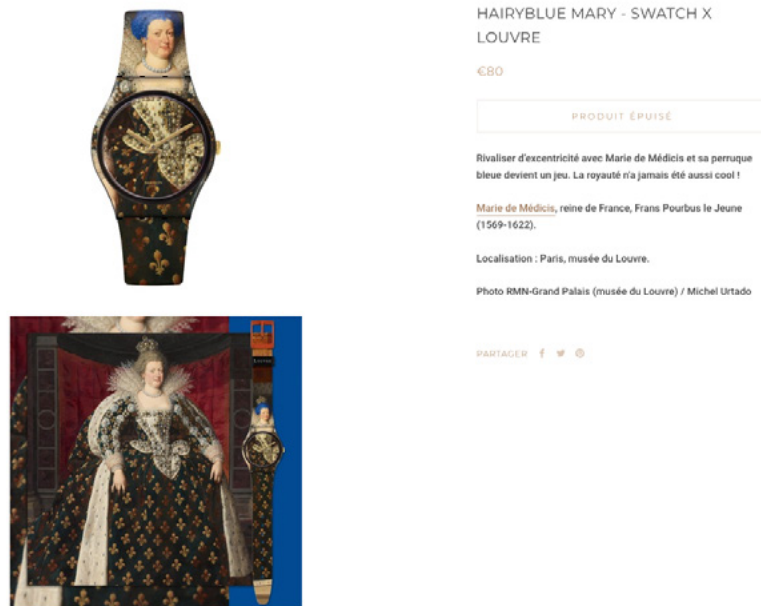 HAIRYBLUE MARY - SWATCH X
LOUVRE
€80
PRODUIT ÉPUISÉ
Rivaliser d'excentricité avec Marie de Médicis et sa perruque
bleue devient un jeu. La royauté n'a jamais été aussi cool !
Marie de Médicis, reine de France, Frans Pourbus le Jeune
(1569-1622).
Localisation : Paris, musée du Louvre.
Photo RMN-Grand Palais (musée du Louvre) / Michel Urtado
PARTAGER